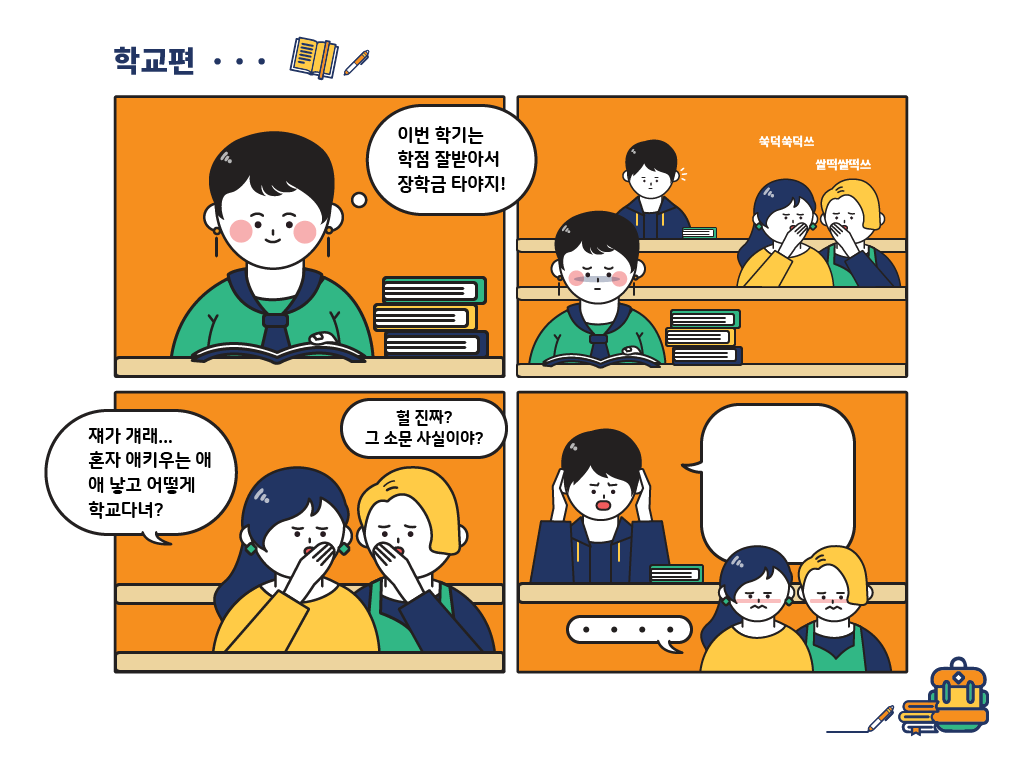 학교편 • • •
이번 학기는
학점 잘받아서
장학금 타야지!
쑥덕쑥덕쓰
쌀떡쌀떡쓰
쟤가 걔래...
혼자 애키우는 애
애 낳고 어떻게
학교다녀?
헐 진짜?
그 소문 사실이야?
• • • •